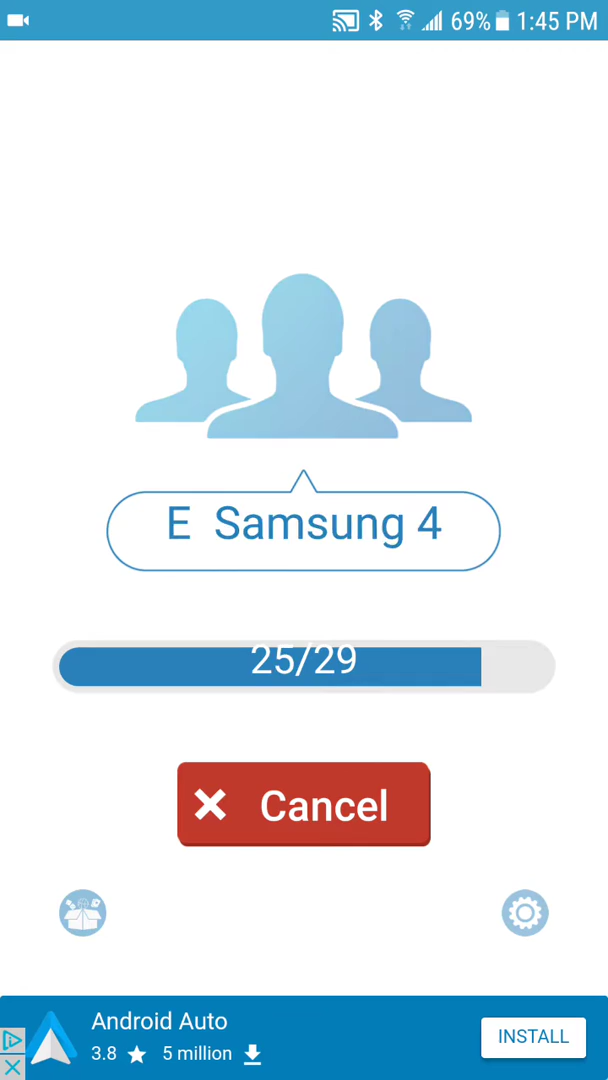 69% 1:45 PM
E Samsung 4
25/29
Cancel
Android Auto
3.8 5 million
INSTALL